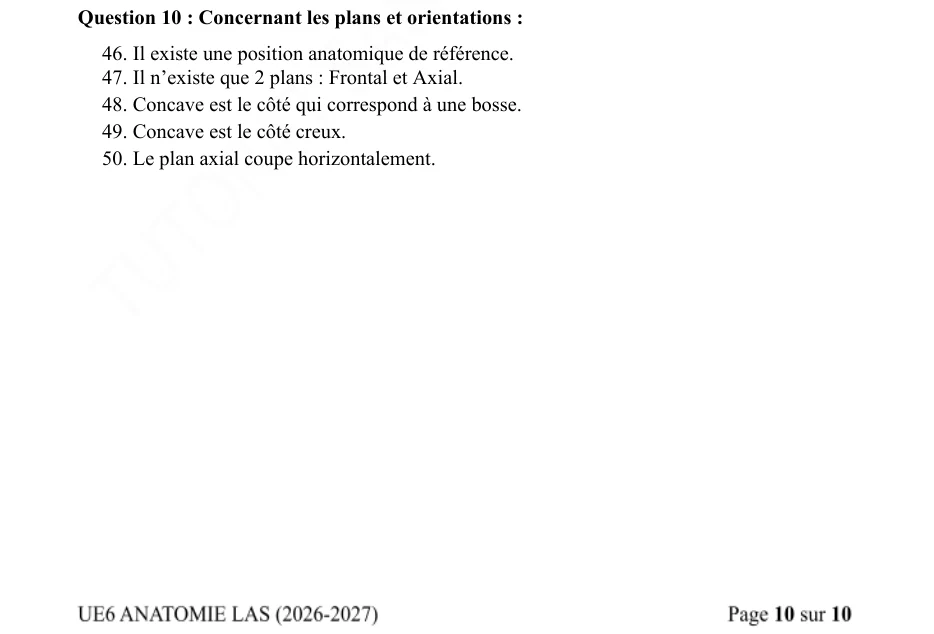 Question 10 : Concernant les plans et orientations :
46. Il existe une position anatomique de référence.
47. Il n’existe que 2 plans : Frontal et Axial.
48. Concave est le côté qui correspond à une bosse.
49. Concave est le côté creux.
50. Le plan axial coupe horizontalement.
UE6 ANATOMIE LAS (2026-2027)
Page 10 sur 10